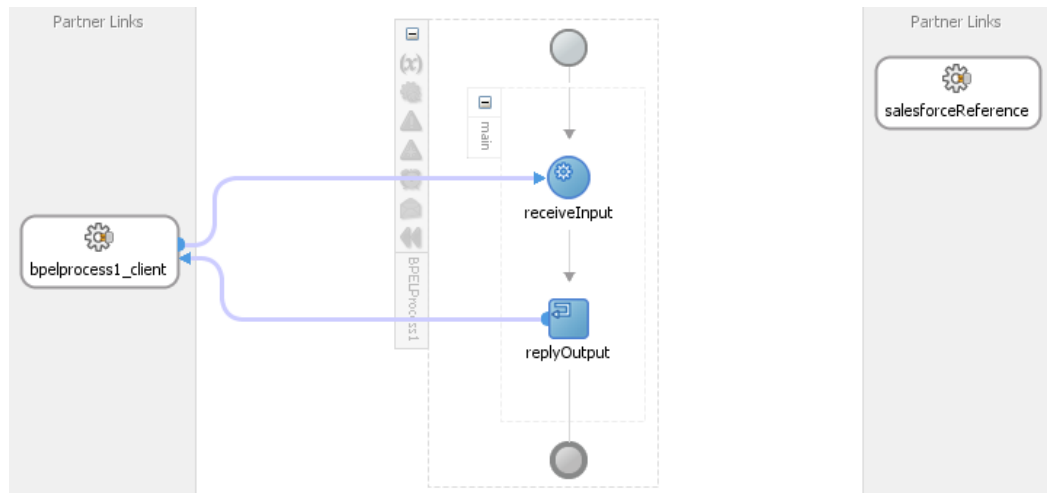 Partner Links
Partner Links
(x)
main
salesforceReference
receiveInput
bpelprocess1_client
BPELProcess1
replyOutput